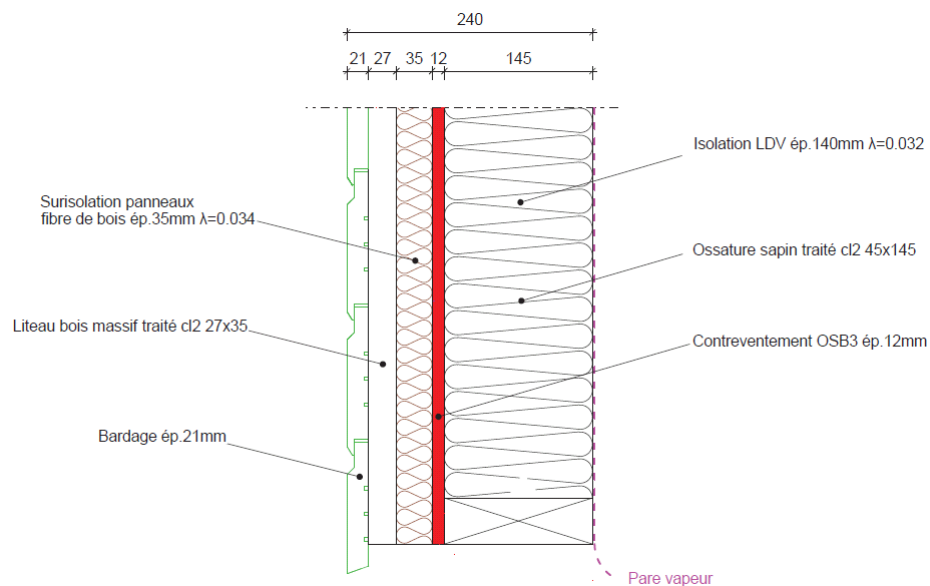 240
21 27 35 12 145
Isolation LDV ép.140mm λ=0.032
Surisolation panneaux
fibre de bois ép.35mm λ=0.034
Ossature sapin traité cl2 45x145
Liteau bois massif traité cl2 27x35
Contreventement OSB3 ép.12mm
Bardage ép.21mm
Pare vapeur